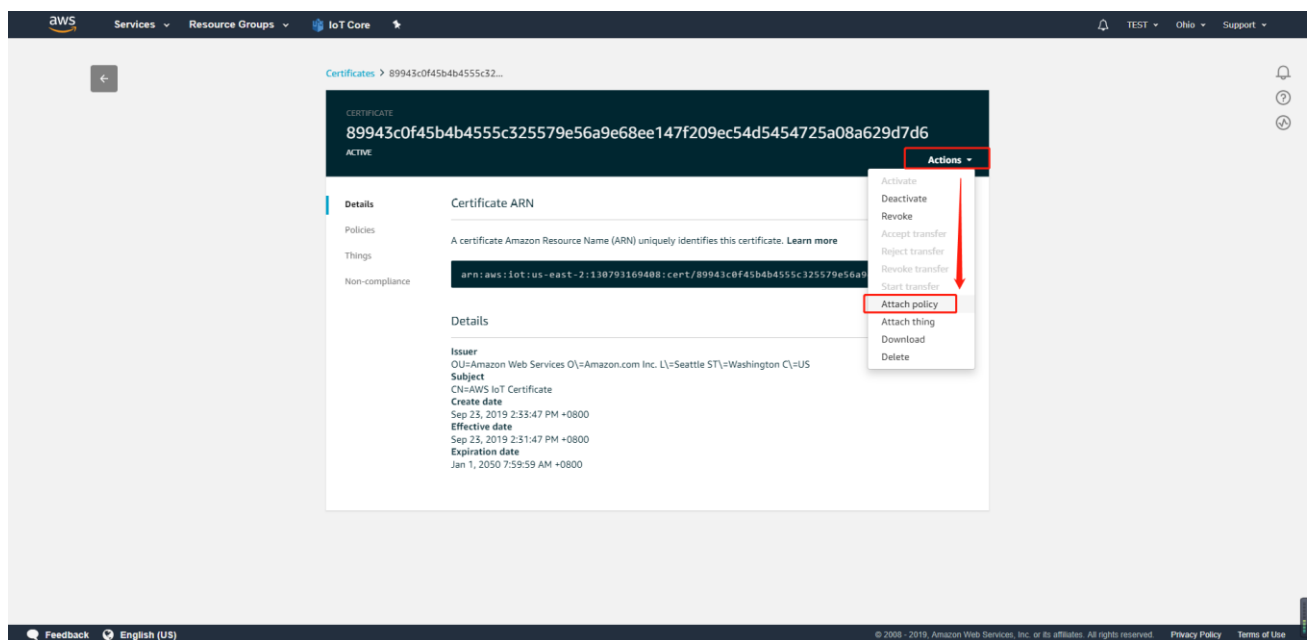 aws Services Resource Groups IoT Core TEST Ohio Support
Certificates > 89943c0f45b4b4555c32...
CERTIFICATE
89943c0f45b4b4555c325579e56a9e68ee147f209ec54d5454725a08a629d7d6
ACTIVE
Actions
Activate
Deactivate
Revoke
Accept transfer
Reject transfer
Revoke transfer
Start transfer
Attach policy
Attach thing
Download
Delete
Details
Policies
Things
Non-compliance
Certificate ARN
A certificate Amazon Resource Name (ARN) uniquely identifies this certificate. Learn more
arn:aws:iot:us-east-2:130793169408:cert/89943c0f45b4b4555c325579e56a9
Details
Issuer
OU=Amazon Web Services O\=Amazon.com Inc. L\=Seattle ST\=Washington C\=US
Subject
CN=AWS IoT Certificate
Create date
Sep 23, 2019 2:33:47 PM +0800
Effective date
Sep 23, 2019 2:31:47 PM +0800
Expiration date
Jan 1, 2050 7:59:59 AM +0800
Feedback English (US) © 2008 - 2019, Amazon Web Services, Inc. or its affiliates. All rights reserved. Privacy Policy Terms of Use